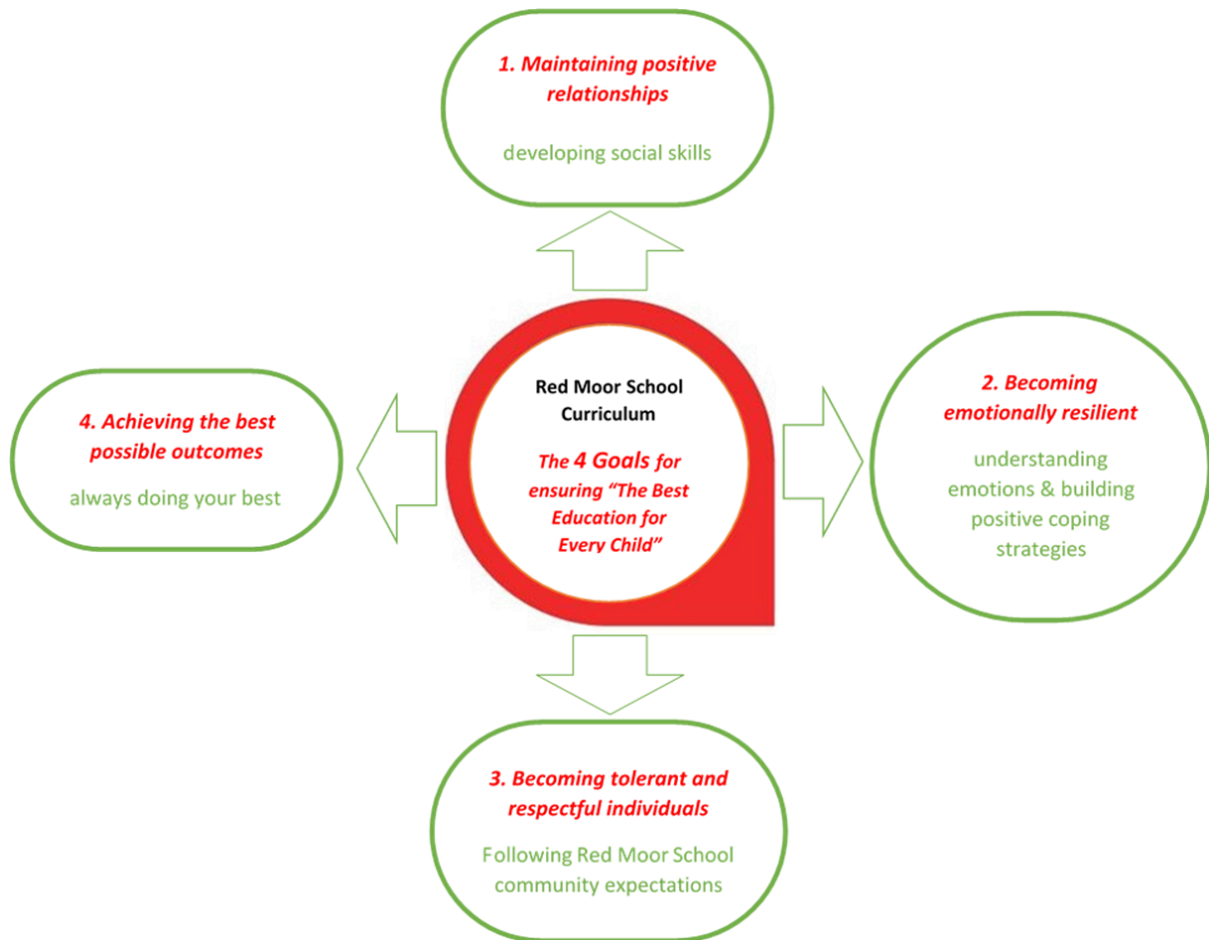 1. Maintaining positive
relationships
developing social skills
Red Moor School
Curriculum
The 4 Goals for
ensuring “The Best
Education for
Every Child”
2. Becoming
emotionally resilient
understanding
emotions & building
positive coping
strategies
3. Becoming tolerant and
respectful individuals
Following Red Moor School
community expectations
4. Achieving the best
possible outcomes
always doing your best